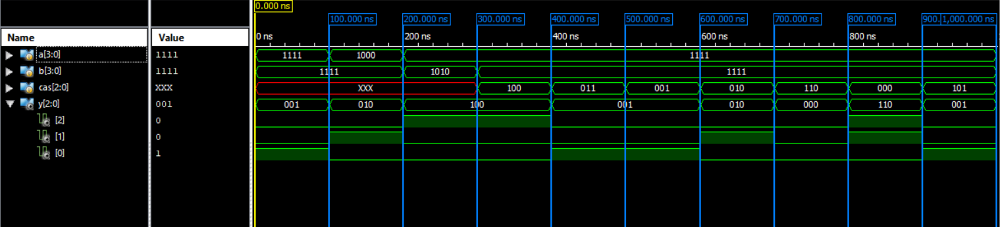 0.000 ns
100.000 ns 200.000 ns 300.000 ns 400.000 ns 500.000 ns 600.000 ns 700.000 ns 800.000 ns 900. 1,000.000 ns
Name Value 0 ns 200 ns 400 ns 600 ns 800 ns
a[3:0] 1111 1111 1000 1111
b[3:0] 1111 1111 1010 1111
cas[2:0] XXX XXX 100 011 001 010 110 000 101
y[2:0] 001 001 010 100 001 010 000 110 001
[2] 0
[1] 0
[0] 1